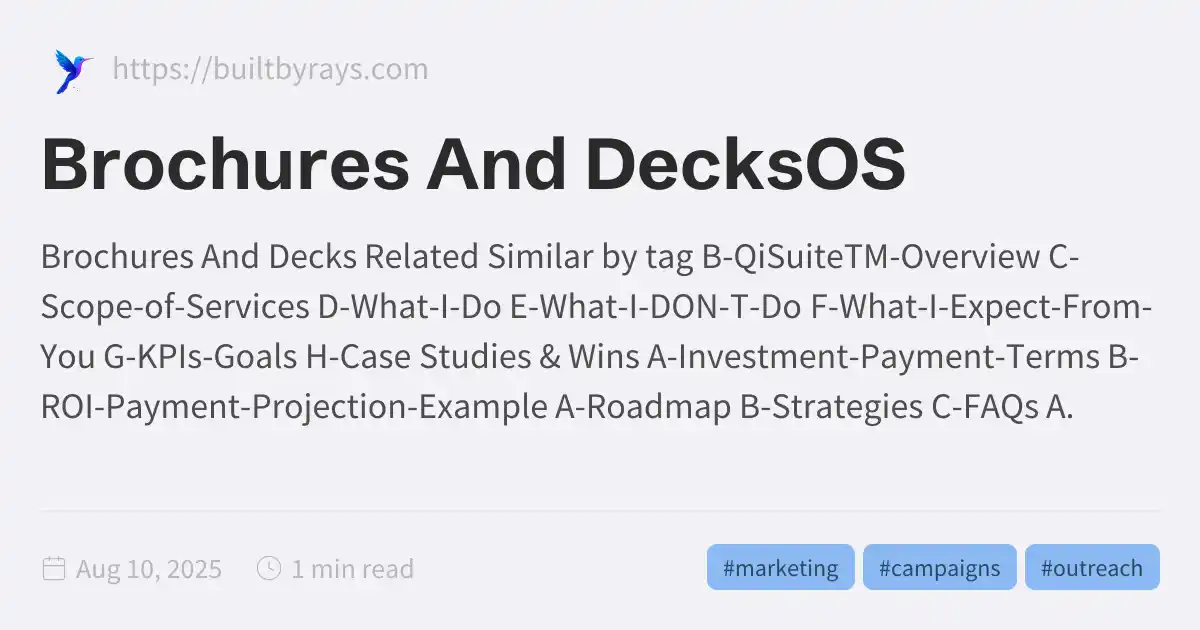 https://builtbyrays.com
Brochures And DecksOS
Brochures And Decks Related Similar by tag B-QiSuiteTM-Overview C-
Scope-of-Services D-What-I-Do E-What-I-DON-T-Do F-What-I-Expect-From-
You G-KPIs-Goals H-Case Studies & Wins A-Investment-Payment-Terms B-
ROI-Payment-Projection-Example A-Roadmap B-Strategies C-FAQs A.
Aug 10, 2025 1 min read #marketing #campaigns #outreach